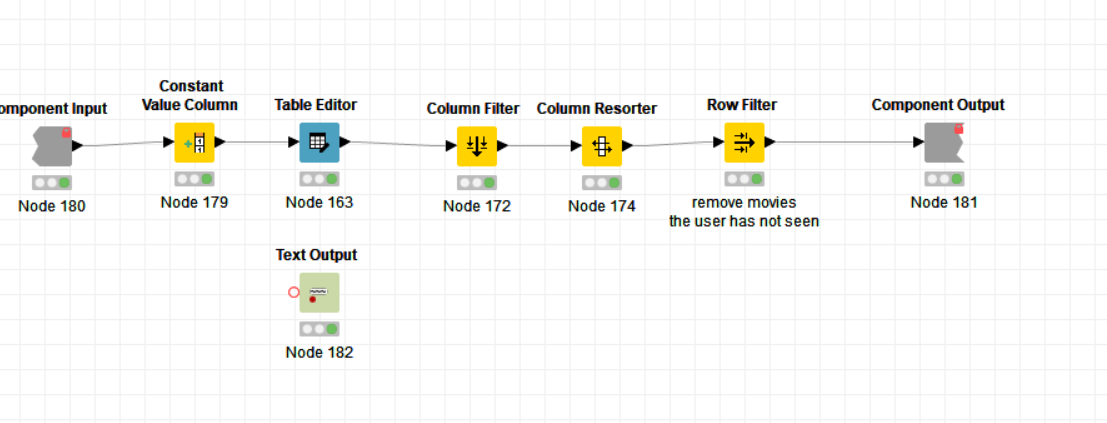 Constant
omponent Input
Value Column
Table Editor
Column Filter
Column Resorter
Row Filter
Component Output
Node 180
Node 179
Node 163
Node 172
Node 174
remove movies
the user has not seen
Node 181
Text Output
Node 182